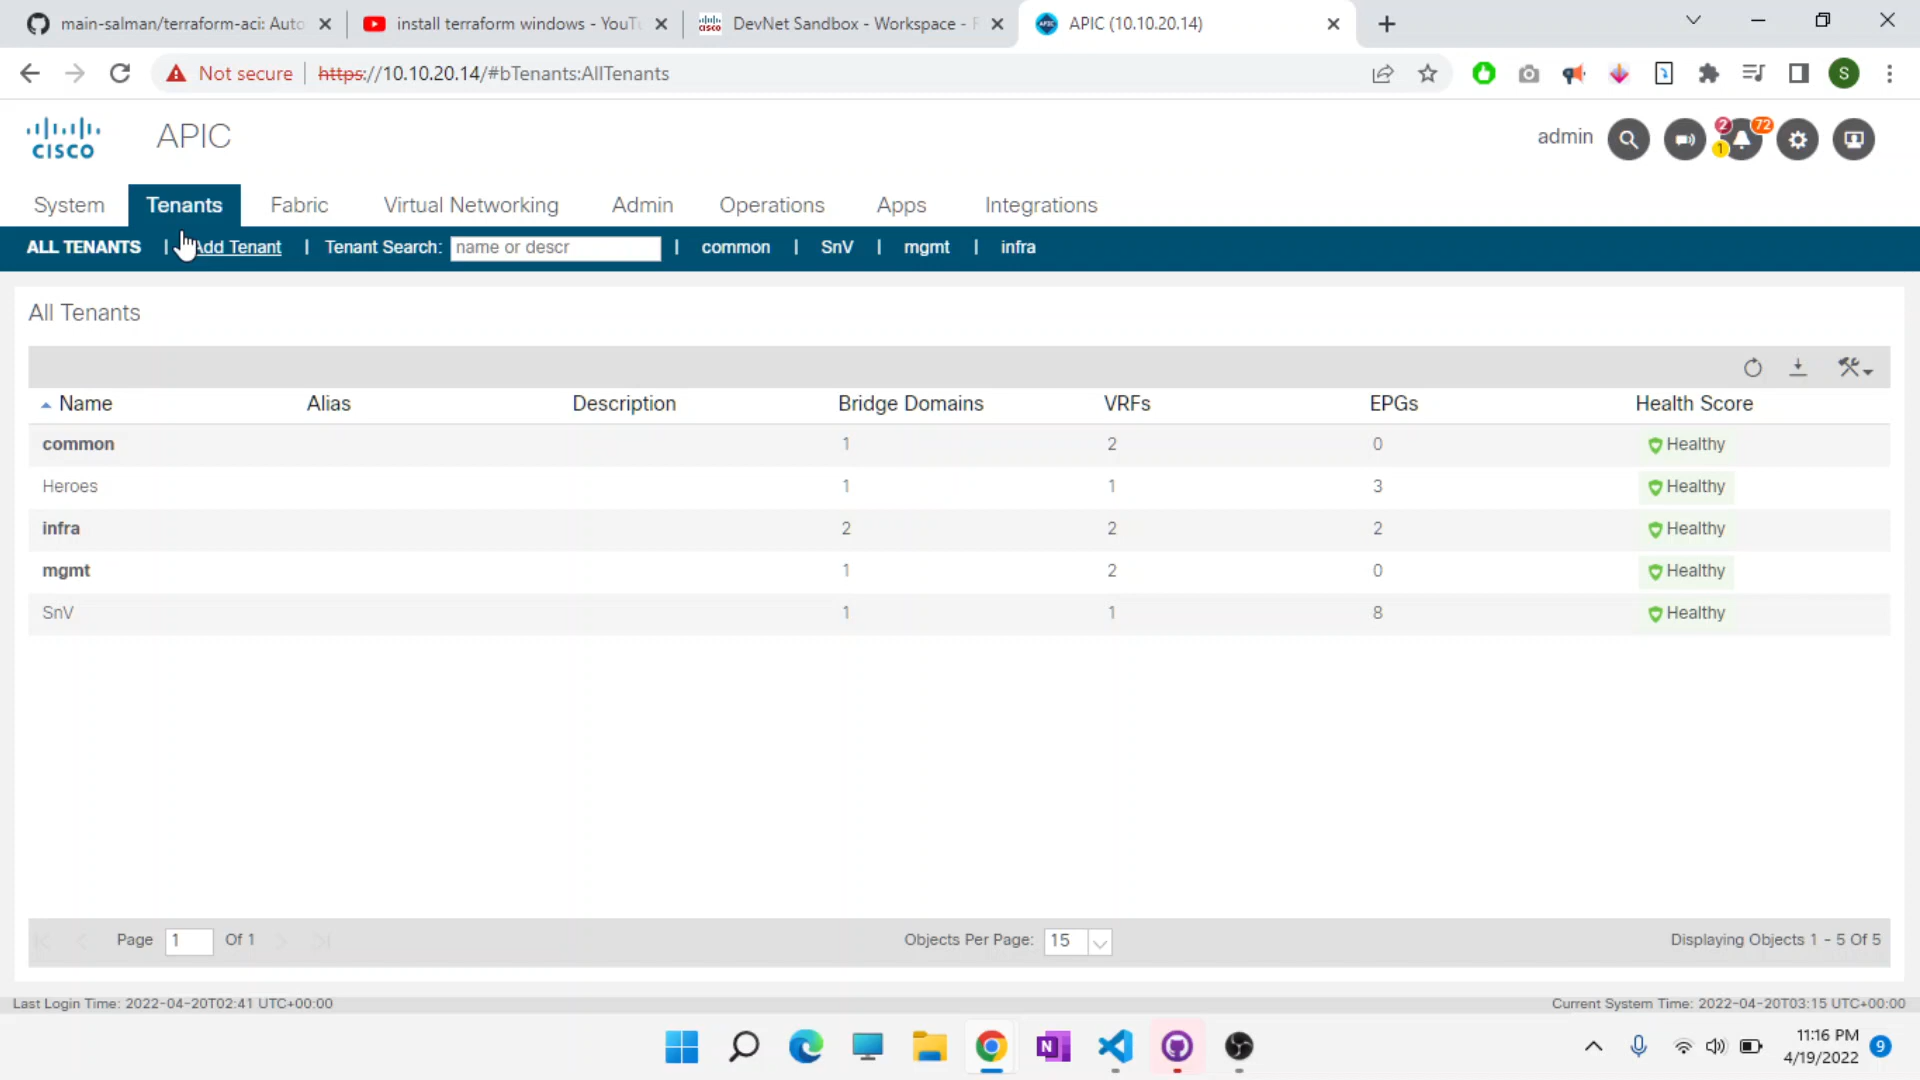 main-salman/terraform-aci: Auto
install terraform windows - YouT
DevNet Sandbox - Workspace -
APIC (10.10.20.14)
Not secure
https://10.10.20.14/#bTenants:AllTenants
S
CISCO
APIC
admin
2
1
72
System
Tenants
Fabric
Virtual Networking
Admin
Operations
Apps
Integrations
ALL TENANTS | Add Tenant | Tenant Search: name or descr | common | SnV | mgmt | infra
All Tenants
Name Alias Description Bridge Domains VRFs EPGs Health Score
common 1 2 0 Healthy
Heroes 1 1 3 Healthy
infra 2 2 2 Healthy
mgmt 1 2 0 Healthy
SnV 1 1 8 Healthy
Page 1 Of 1
Objects Per Page: 15
Displaying Objects 1 - 5 Of 5
Last Login Time: 2022-04-20T02:41 UTC+00:00
Current System Time: 2022-04-20T03:15 UTC+00:00
N
11:16 PM
4/19/2022
9